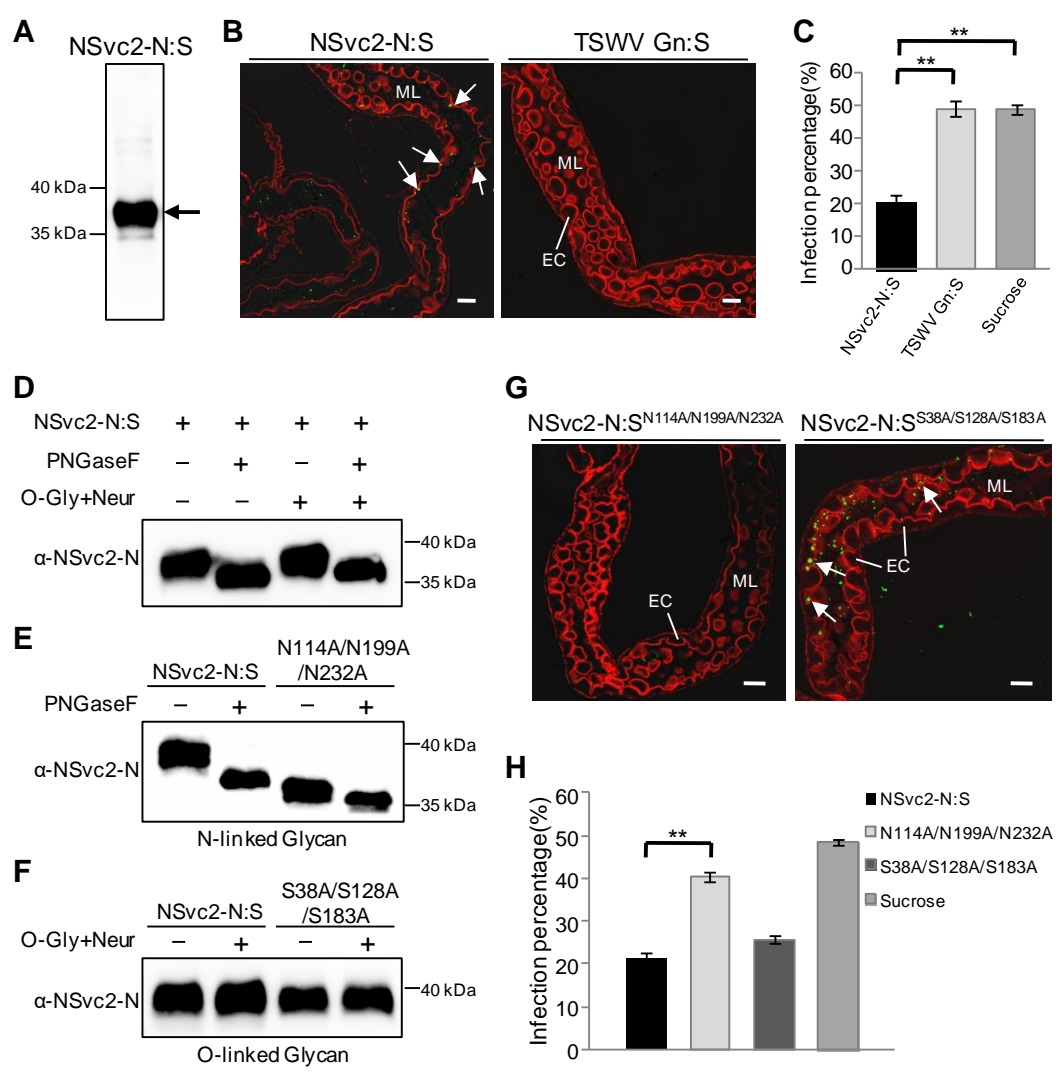 A
NSvc2-N:S
40 kDa
35 kDa
B
NSvc2-N:S
TSWV Gn:S
ML
ML
EC
C
Infection percentage(%)
60
50
40
30
20
10
0
**
**
NSvc2-N:S
TSWV Gn:S
Sucrose
D
NSvc2-N:S + + + +
PNGaseF – + – +
O-Gly+Neur – – + +
α-NSvc2-N
40 kDa
35 kDa
E
NSvc2-N:S
N114A/N199A
/N232A
PNGaseF – + – +
α-NSvc2-N
40 kDa
35 kDa
N-linked Glycan
F
NSvc2-N:S
S38A/S128A
/S183A
O-Gly+Neur – + – +
α-NSvc2-N
40 kDa
O-linked Glycan
G
NSvc2-N:S N114A/N199A/N232A
NSvc2-N:S S38A/S128A/S183A
EC
ML
ML
EC
H
Infection percentage(%)
60
50
40
30
20
10
0
**
NSvc2-N:S
N114A/N199A/N232A
S38A/S128A/S183A
Sucrose